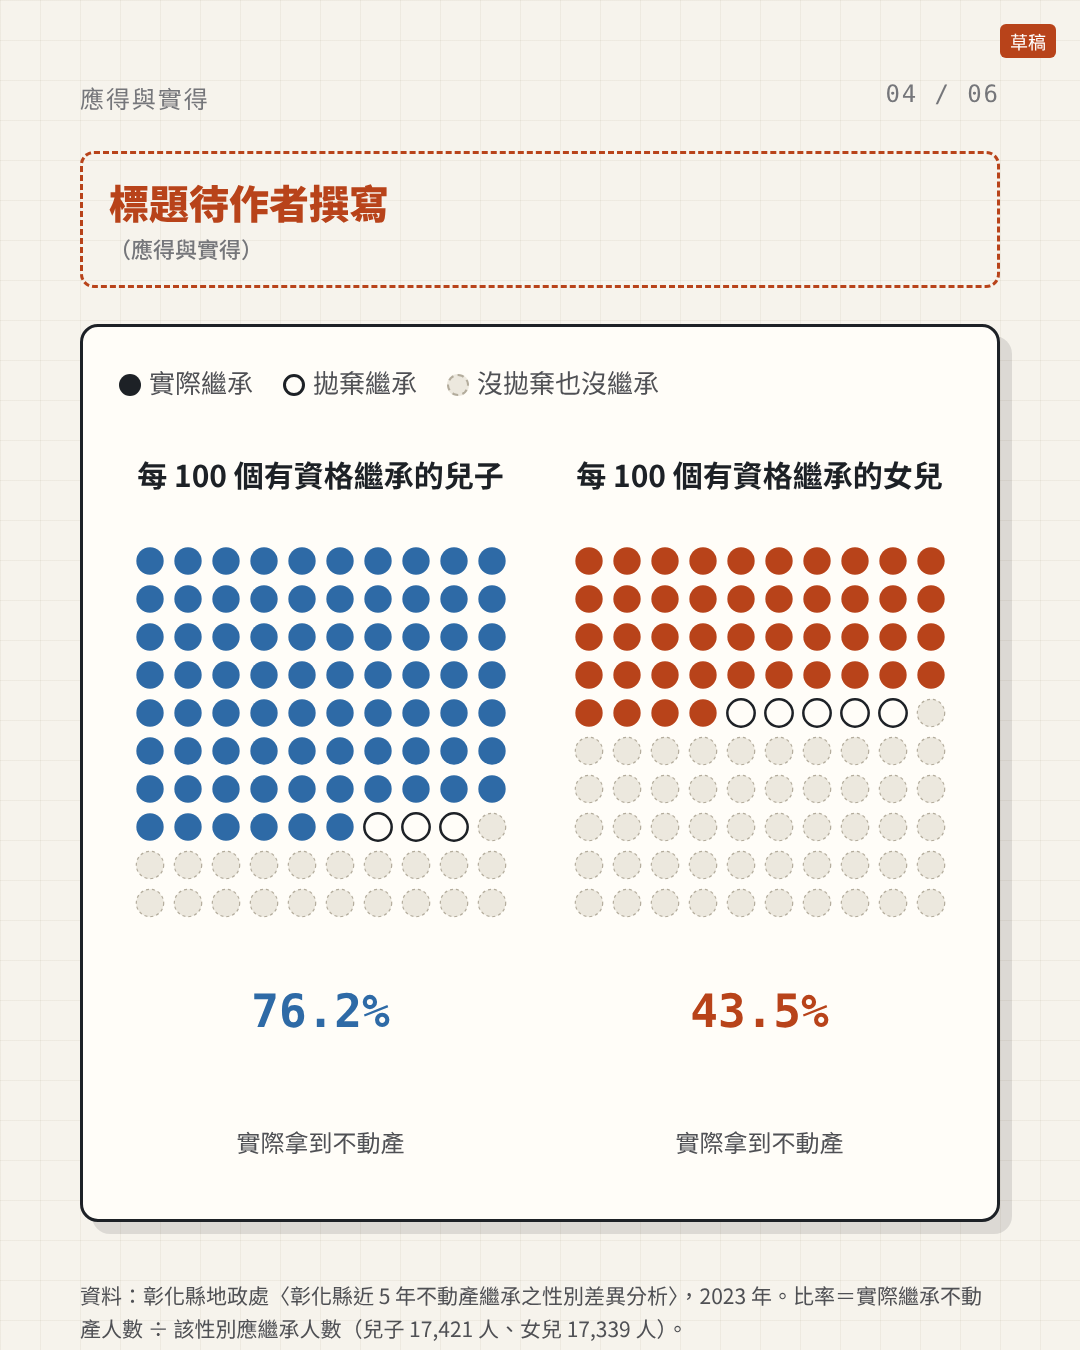 草稿
應得與實得
04 / 06
標題待作者撰寫
（應得與實得）
實際繼承 拋棄繼承 沒拋棄也沒繼承
每 100 個有資格繼承的兒子
每 100 個有資格繼承的女兒
76.2%
43.5%
實際拿到不動產
實際拿到不動產
資料：彰化縣地政處〈彰化縣近 5 年不動產繼承之性別差異分析〉，2023 年。比率＝實際繼承不動
產人數 ÷ 該性別應繼承人數（兒子 17,421 人、女兒 17,339 人）。